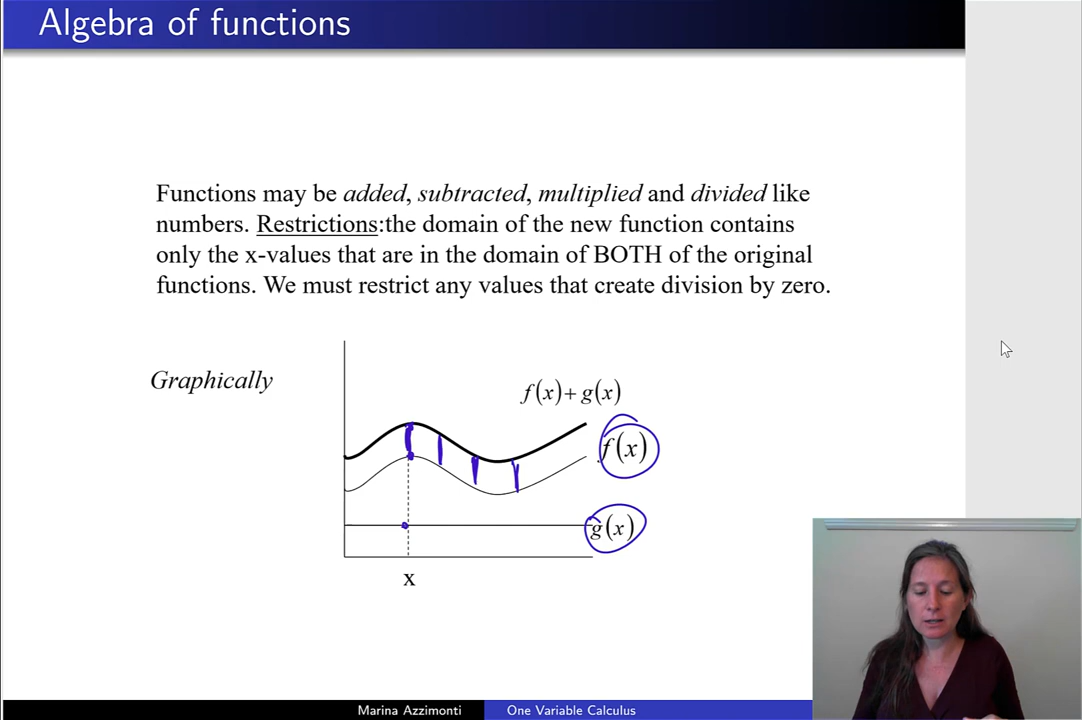 Algebra of functions
Functions may be added, subtracted, multiplied and divided like
numbers. Restrictions:the domain of the new function contains
only the x-values that are in the domain of BOTH of the original
functions. We must restrict any values that create division by zero.
Graphically
f(x)+ g(x)
f(x)
g(x)
x
Marina Azzimonti One Variable Calculus